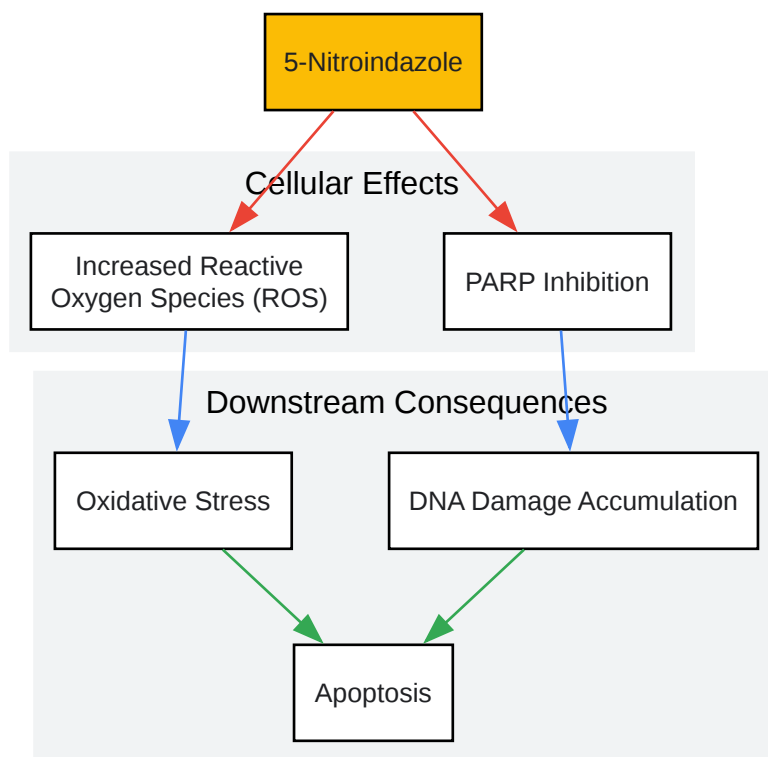 5-Nitroindazole
Cellular Effects
Increased Reactive
Oxygen Species (ROS)
PARP Inhibition
Downstream Consequences
Oxidative Stress
DNA Damage Accumulation
Apoptosis